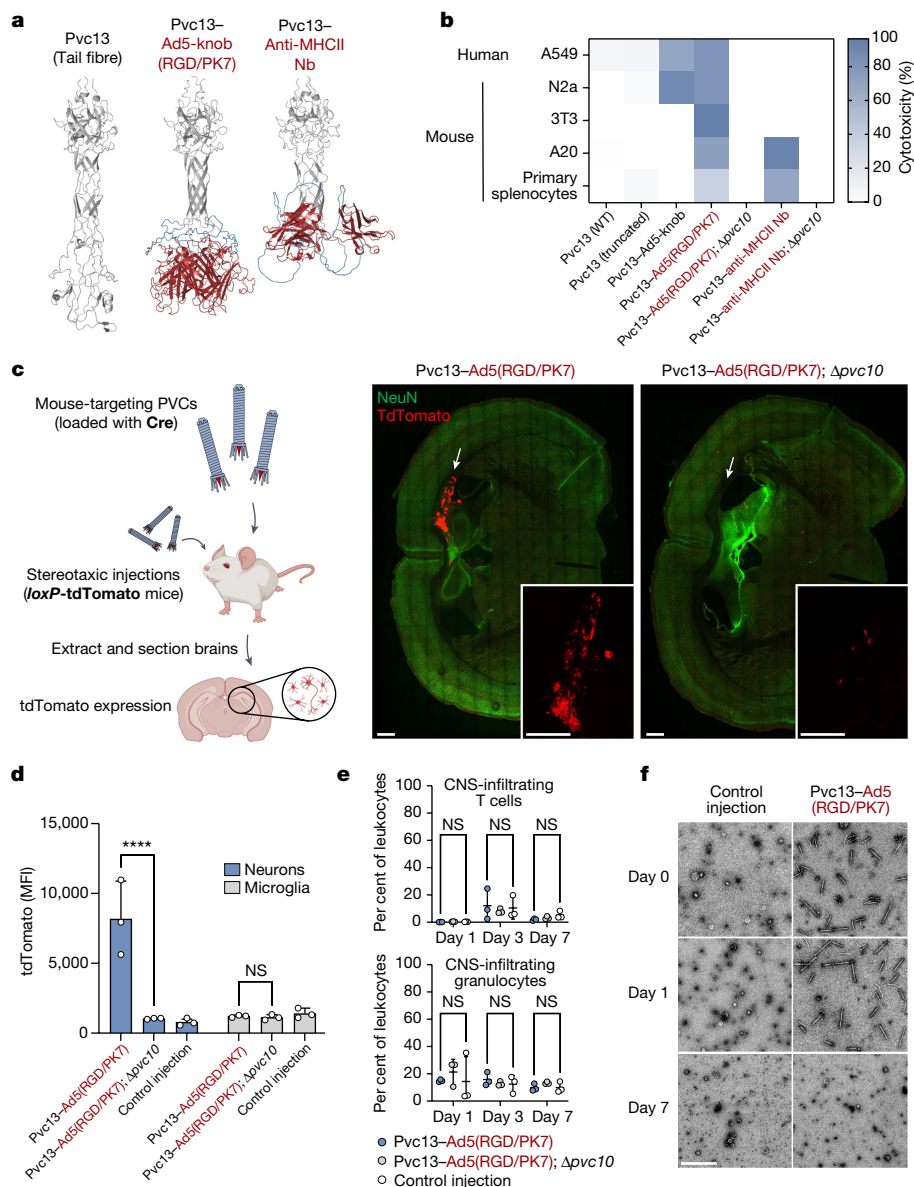 a
Pvc13
(Tail fibre)
Pvc13–
Ad5-knob
(RGD/PK7)
Pvc13–
Anti-MHCII
Nb
b
Human
Mouse
A549
N2a
3T3
A20
Primary
splenocytes
Pvc13 (WT)
Pvc13 (truncated)
Pvc13–Ad5-knob
Pvc13–Ad5(RGD/PK7)
Pvc13–Ad5(RGD/PK7); Δpvc10
Pvc13–anti-MHCII Nb
Pvc13–anti-MHCII Nb; Δpvc10
100
80
60
40
20
0
Cytotoxicity (%)
c
Mouse-targeting PVCs
(loaded with Cre)
Stereotaxic injections
(loxP-tdTomato mice)
Extract and section brains
tdTomato expression
Pvc13–Ad5(RGD/PK7)
NeuN
TdTomato
Pvc13–Ad5(RGD/PK7); Δpvc10
d
tdTomato (MFI)
15,000
10,000
5,000
0
****
NS
Neurons
Microglia
Pvc13–Ad5(RGD/PK7)
Pvc13–Ad5(RGD/PK7); Δpvc10
Control injection
Pvc13–Ad5(RGD/PK7)
Pvc13–Ad5(RGD/PK7); Δpvc10
Control injection
e
Per cent of leukocytes
100
80
60
40
20
0
CNS-infiltrating
T cells
NS
NS
NS
Day 1
Day 3
Day 7
Per cent of leukocytes
100
80
60
40
20
0
CNS-infiltrating
granulocytes
NS
NS
NS
Day 1
Day 3
Day 7
Pvc13–Ad5(RGD/PK7)
Pvc13–Ad5(RGD/PK7); Δpvc10
Control injection
f
Control
injection
Pvc13–Ad5
(RGD/PK7)
Day 0
Day 1
Day 7